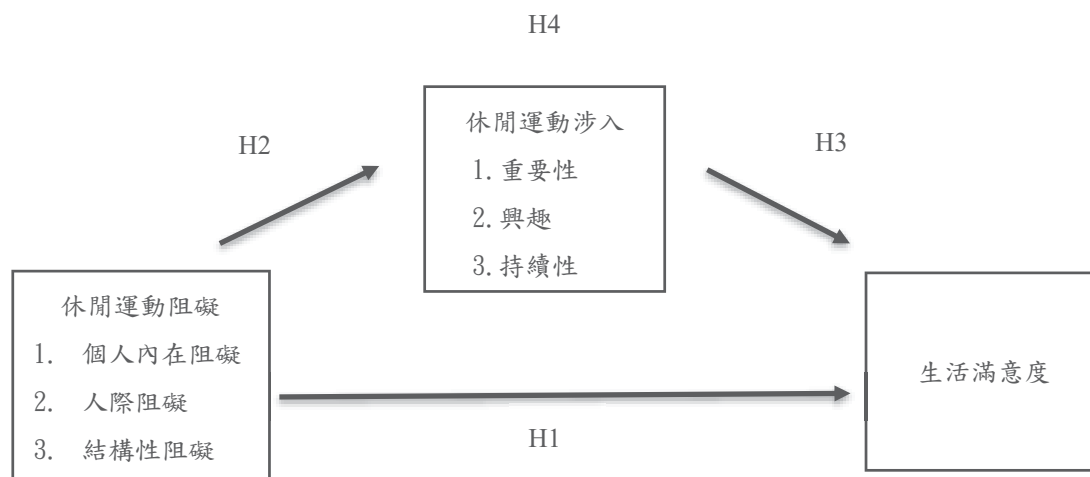 H4
休閒運動涉入
1.重要性
2.興趣
3.持續性
H2
H3
休閒運動阻礙
1. 個人內在阻礙
2. 人際阻礙
3. 結構性阻礙
H1
生活滿意度